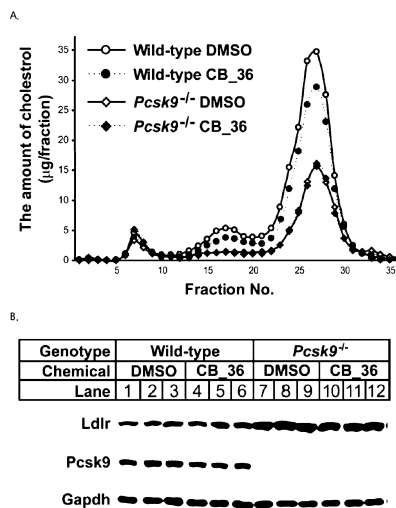 A.
Wild-type DMSO
Wild-type CB_36
Pcsk9-/- DMSO
Pcsk9-/- CB_36
The amount of cholestrol
(µg/fraction)
35
30
25
20
15
10
5
0
5 10 15 20 25 30 35
Fraction No.
B.
Genotype Wild-type Pcsk9-/-
Chemical DMSO CB_36 DMSO CB_36
Lane 1 2 3 4 5 6 7 8 9 10 11 12
Ldlr
Pcsk9
Gapdh